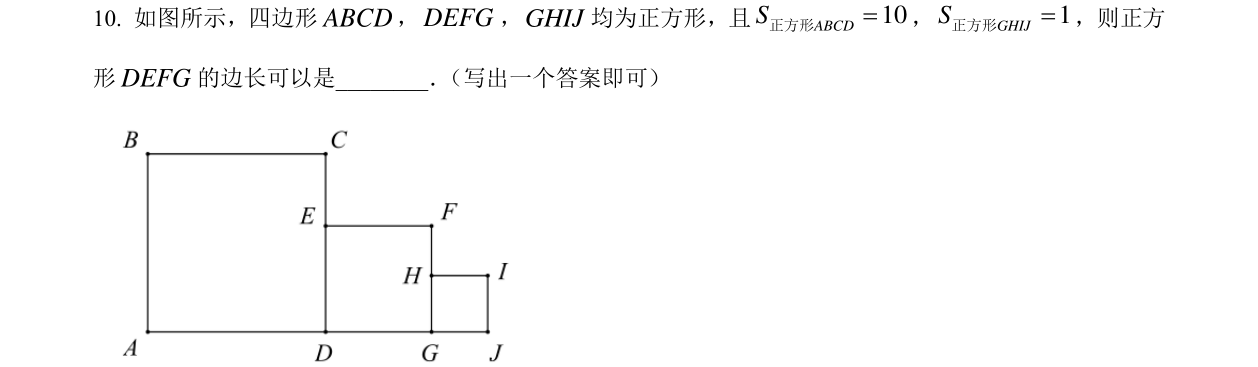 10. 如图所示，四边形 ABCD，DEFG，GHIJ 均为正方形，且 S正方形ABCD =10，S正方形GHIJ =1，则正方
形 DEFG 的边长可以是________．（写出一个答案即可）
B C
E F
H I
A D G J